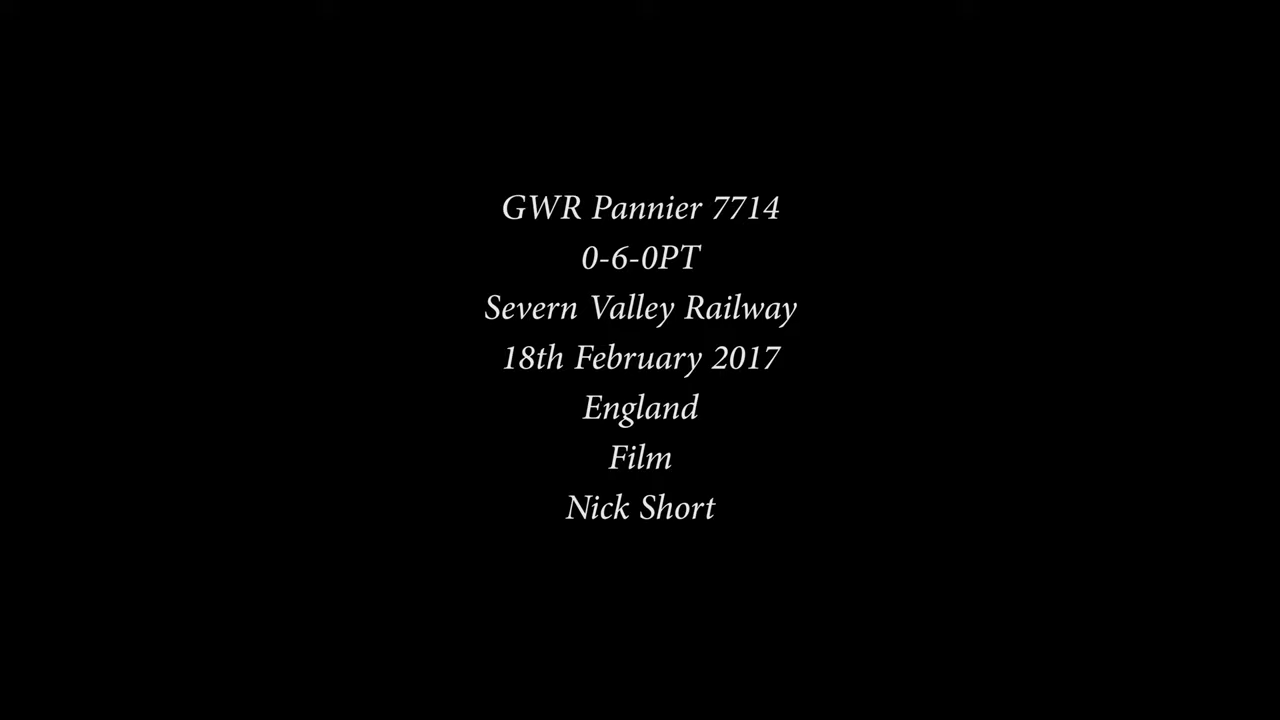 GWR Pannier 7714
0-6-0PT
Severn Valley Railway
18th February 2017
England
Film
Nick Short